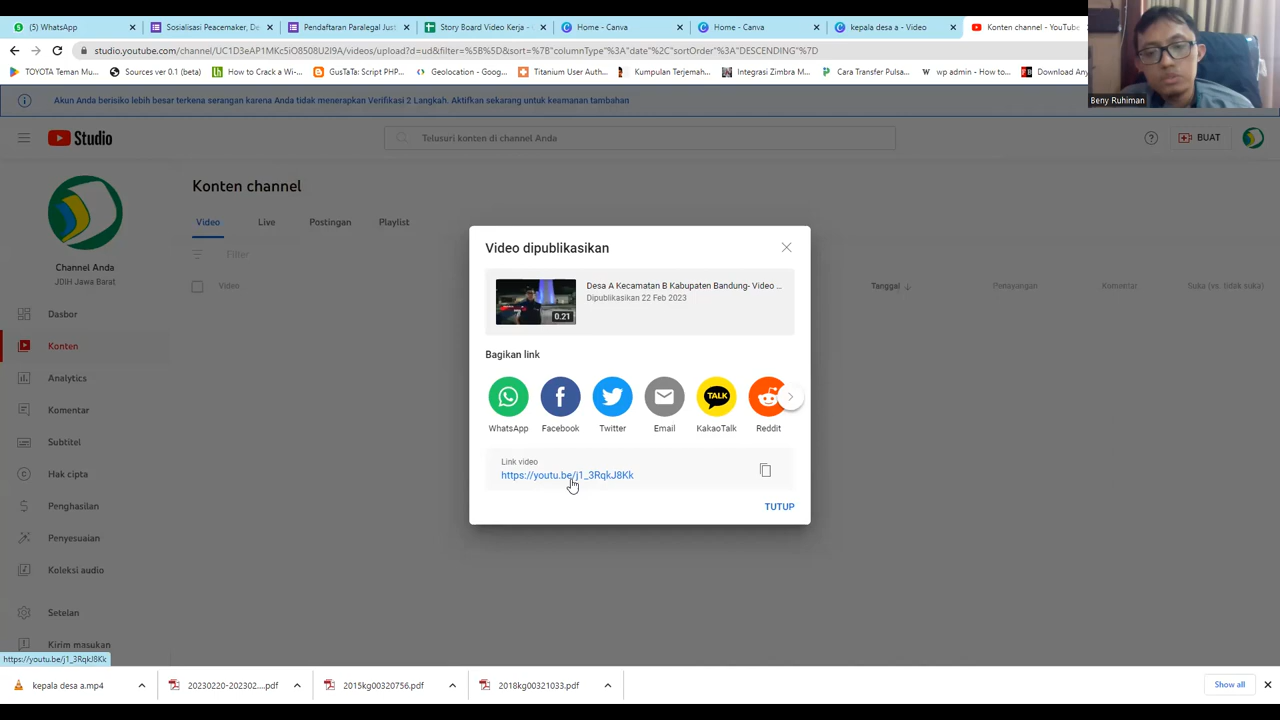 (5) WhatsApp
Sosialisasi Peacemaker, De
Pendaftaran Paralegal Just
Story Board Video Kerja -
Home - Canva
Home - Canva
kepala desa a - Video
Konten channel - YouTube
studio.youtube.com/channel/UC1D3eAP1MKc5iO8508U2I9A/videos/upload?d=ud&filter=%5B%5D&sort=%7B"columnType"%3A"date"%2C"sortOrder"%3A"DESCENDING"%7D
TOYOTA Teman Mu...
Sources ver 0.1 (beta)
How to Crack a Wi-...
GusTaTa: Script PHP...
Geolocation - Goog...
Titanium User Auth...
Kumpulan Terjemah...
Integrasi Zimbra M...
Cara Transfer Pulsa...
wp admin - How to...
Download Any
Beny Ruhiman
Akun Anda berisiko lebih besar terkena serangan karena Anda tidak menerapkan Verifikasi 2 Langkah. Aktifkan sekarang untuk keamanan tambahan
Studio
Telusuri konten di channel Anda
BUAT
Konten channel
Video
Live
Postingan
Playlist
Filter
Video
Tanggal
Penayangan
Komentar
Suka (vs. tidak suka)
Channel Anda
JDIH Jawa Barat
Dasbor
Konten
Analytics
Komentar
Subtitel
Hak cipta
Penghasilan
Penyesuaian
Koleksi audio
Setelan
Kirim masukan
Video dipublikasikan
0.21
Desa A Kecamatan B Kabupaten Bandung- Video ...
Dipublikasikan 22 Feb 2023
Bagikan link
TALK
WhatsApp
Facebook
Twitter
Email
KakaoTalk
Reddit
Link video
https://youtu.be/j1_3RqkJ8Kk
TUTUP
https://youtu.be/j1_3RqkJ8Kk
kepala desa a.mp4
20230220-202302....pdf
2015kg00320756.pdf
2018kg00321033.pdf
Show all